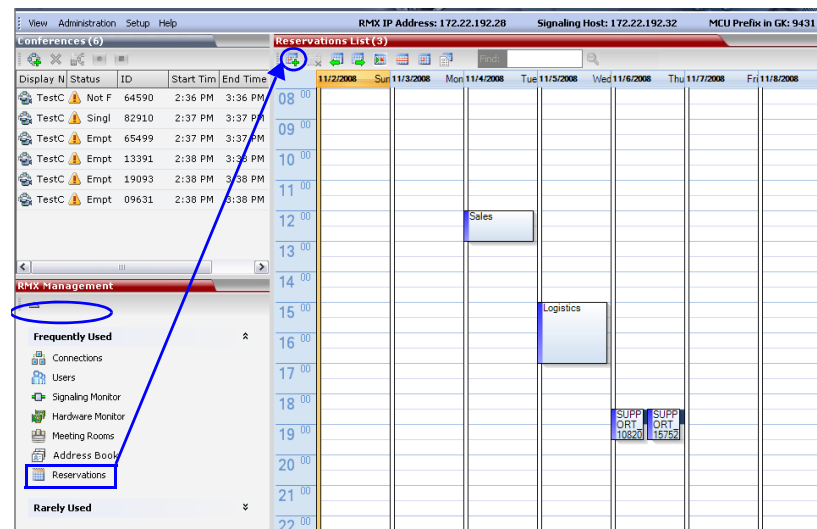 View Administration Setup Help RMX IP Address: 172.22.192.28 Signaling Host: 172.22.192.32 MCU Prefix in GK: 9431
Conferences (6)
Display N Status ID Start Tim End Time
TestC Not F 64590 2:36 PM 3:36 PM
TestC Singl 82910 2:37 PM 3:37 PM
TestC Empt 65499 2:37 PM 3:37 PM
TestC Empt 13391 2:38 PM 3:38 PM
TestC Empt 19093 2:38 PM 3:38 PM
TestC Empt 09631 2:38 PM 3:38 PM
RMX Management
Frequently Used
Connections
Users
Signaling Monitor
Hardware Monitor
Meeting Rooms
Address Book
Reservations
Rarely Used
Reservations List (3)
Find:
11/2/2008 Sun 11/3/2008 Mon 11/4/2008 Tue 11/5/2008 Wed 11/6/2008 Thu 11/7/2008 Fri 11/8/2008
08 00
09 00
10 00
11 00
12 00 Sales
13 00
14 00
15 00 Logistics
16 00
17 00
18 00
SUPP SUPP
ORT_ ORT_
19 00 10820 15752
20 00
21 00
22 00